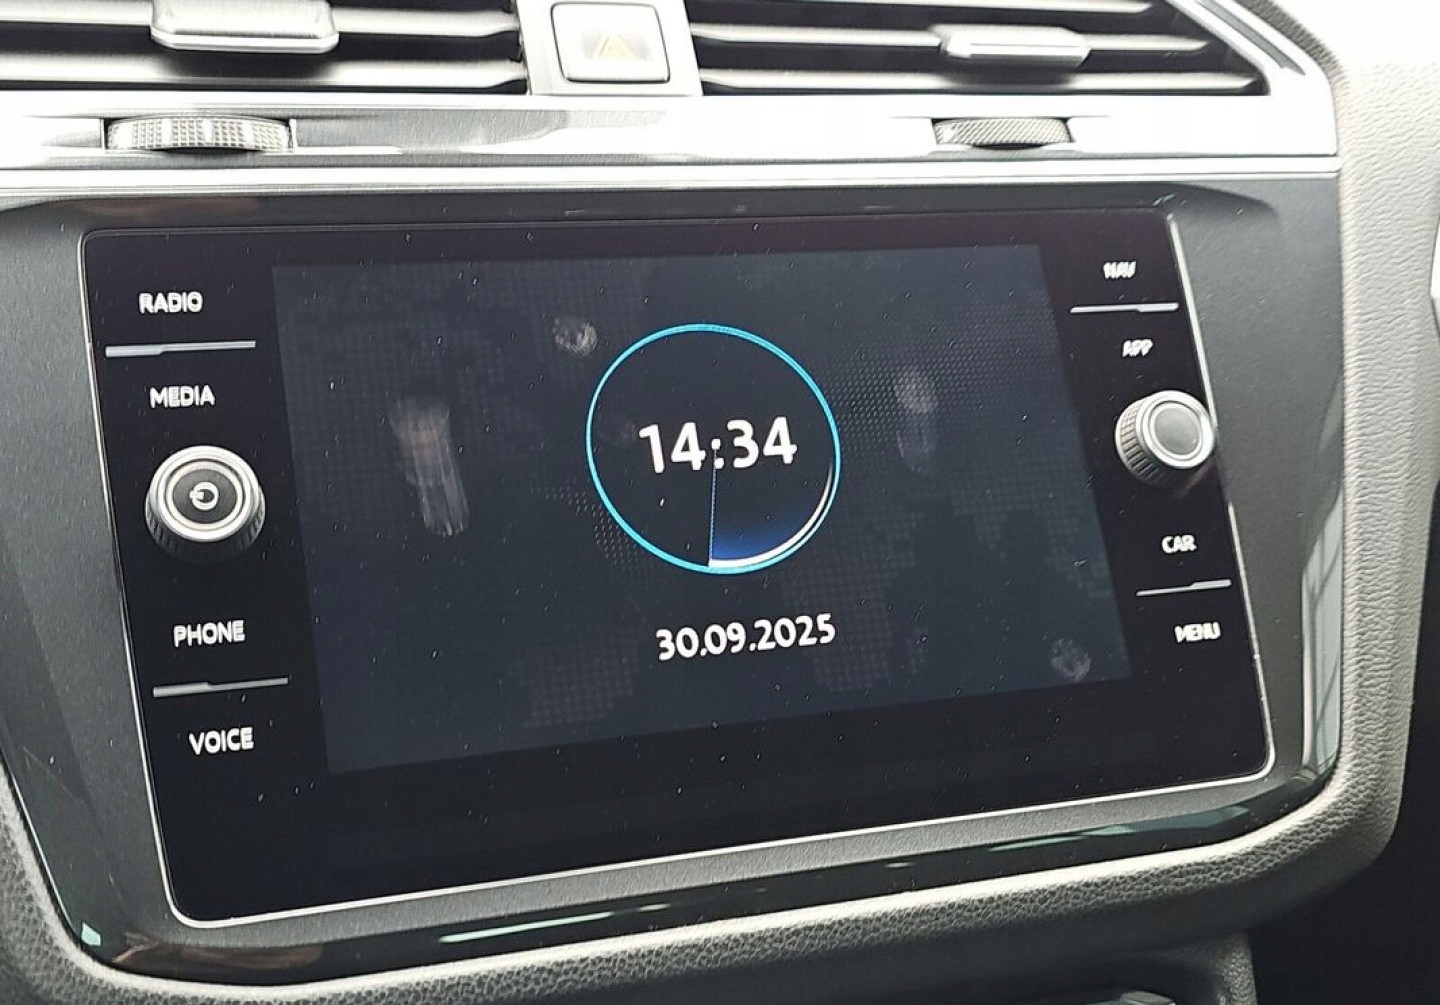 RADIO
MEDIA
PHONE
VOICE
14:34
30.09.2025
NAV
APP
CAR
MENU